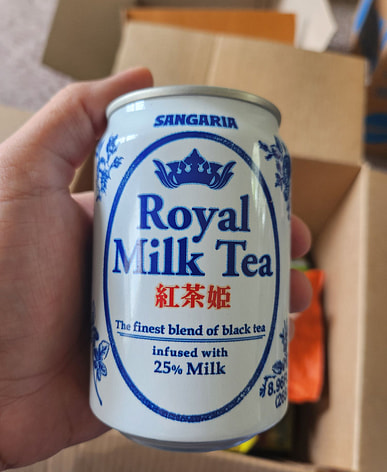 SANGARIA
Royal
Milk Tea
紅茶姫
The finest blend of black tea
infused with
25% Milk